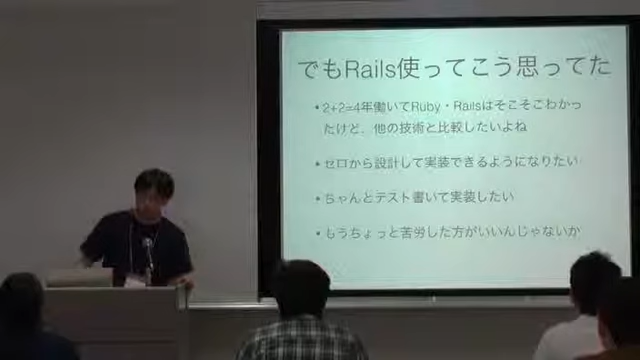 でもRails使ってこう思ってた
• 2+2=4年働いてRuby・Railsはそこそこわかっ
たけど、他の技術と比較したいよね
• ゼロから設計して実装できるようになりたい
• ちゃんとテスト書いて実装したい
• もうちょっと苦労した方がいいんじゃないか